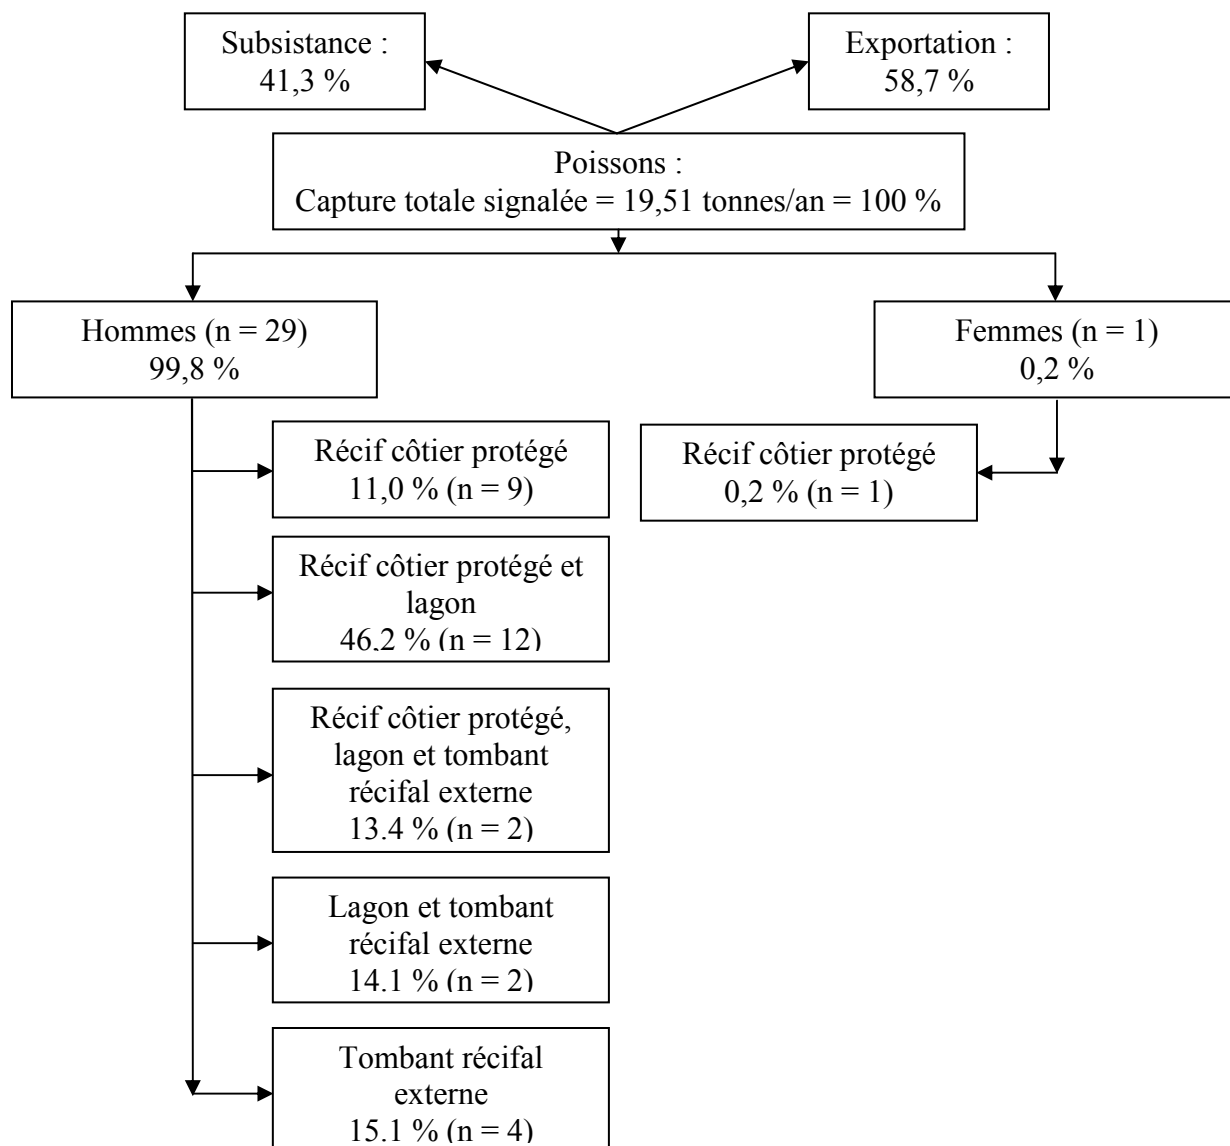 Subsistance :
41,3 %
Exportation :
58,7 %
Poissons :
Capture totale signalée = 19,51 tonnes/an = 100 %
Hommes (n = 29)
99,8 %
Femmes (n = 1)
0,2 %
Récif côtier protégé
11,0 % (n = 9)
Récif côtier protégé
0,2 % (n = 1)
Récif côtier protégé et
lagon
46,2 % (n = 12)
Récif côtier protégé,
lagon et tombant
récifal externe
13.4 % (n = 2)
Lagon et tombant
récifal externe
14.1 % (n = 2)
Tombant récifal
externe
15.1 % (n = 4)